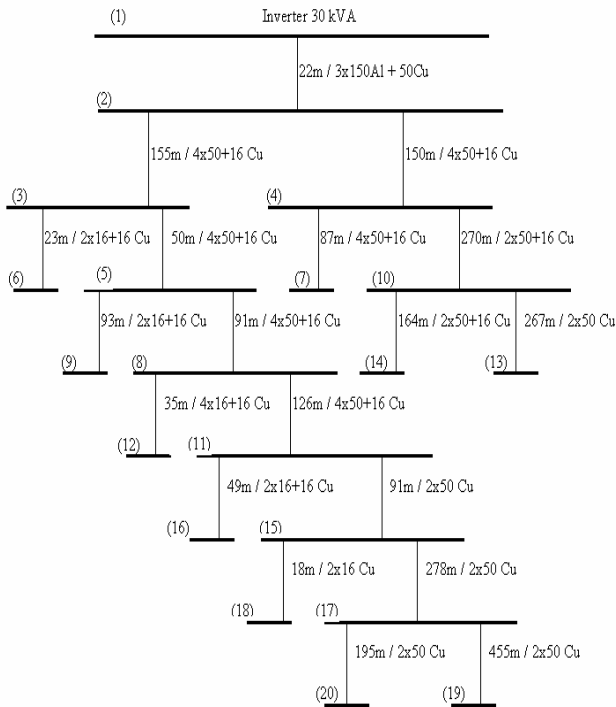 (1) Inverter 30 kVA
22m / 3x150Al + 50Cu
(2)
155m / 4x50+16 Cu 150m / 4x50+16 Cu
(3) (4)
23m / 2x16+16 Cu 50m / 4x50+16 Cu 87m / 4x50+16 Cu 270m / 2x50+16 Cu
(6) (5) (7) (10)
93m / 2x16+16 Cu 91m / 4x50+16 Cu 164m / 2x50+16 Cu 267m / 2x50 Cu
(9) (8) (14) (13)
35m / 4x16+16 Cu 126m / 4x50+16 Cu
(12) (11)
49m / 2x16+16 Cu 91m / 2x50 Cu
(16) (15)
18m / 2x16 Cu 278m / 2x50 Cu
(18) (17)
195m / 2x50 Cu 455m / 2x50 Cu
(20) (19)